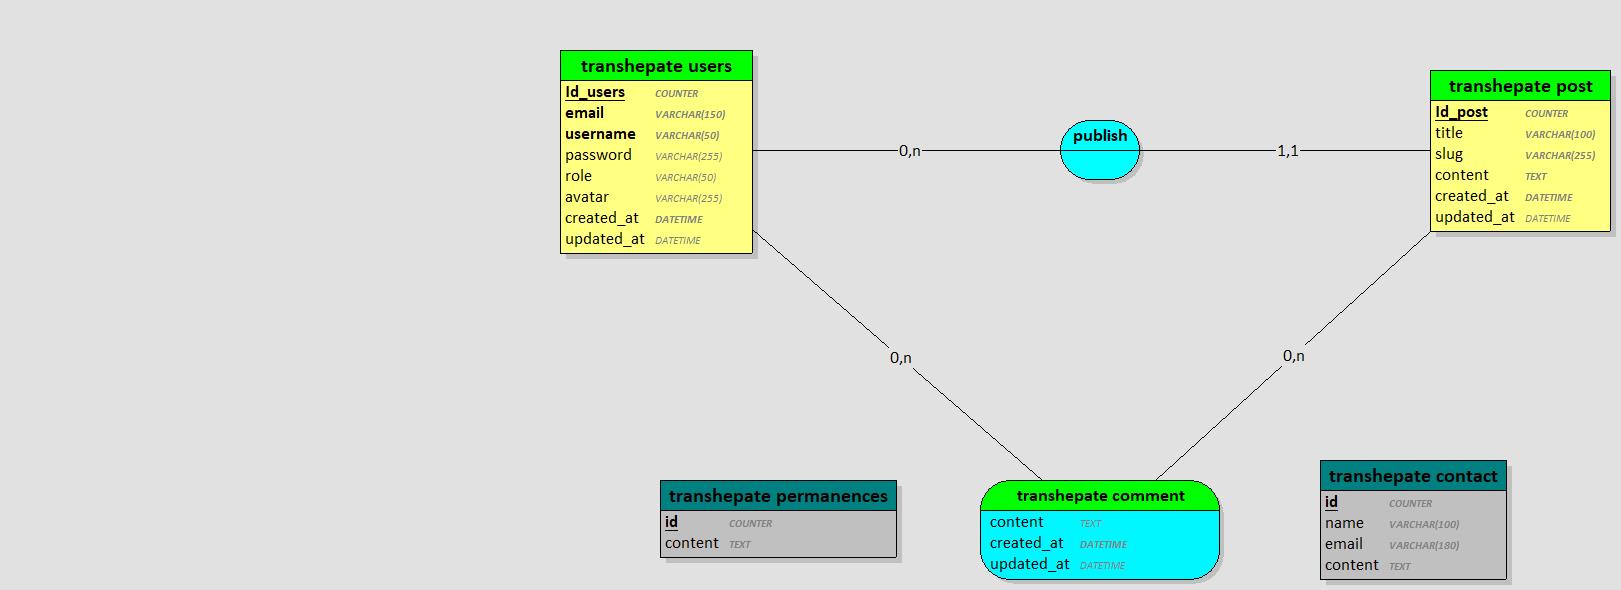 transhepate users
Id_users COUNTER
email VARCHAR(150)
username VARCHAR(50)
password VARCHAR(255)
role VARCHAR(50)
avatar VARCHAR(255)
created_at DATETIME
updated_at DATETIME
0,n
publish
1,1
transhepate post
Id_post COUNTER
title VARCHAR(100)
slug VARCHAR(255)
content TEXT
created_at DATETIME
updated_at DATETIME
0,n
0,n
transhepate permanences
id COUNTER
content TEXT
transhepate comment
content TEXT
created_at DATETIME
updated_at DATETIME
transhepate contact
id COUNTER
name VARCHAR(100)
email VARCHAR(180)
content TEXT